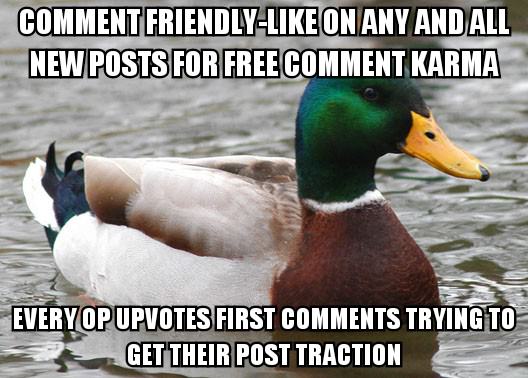 COMMENT FRIENDLY-LIKE ON ANY AND ALL
NEW POSTS FOR FREE COMMENT KARMA
EVERY OP UPVOTES FIRST COMMENTS TRYING TO
GET THEIR POST TRACTION